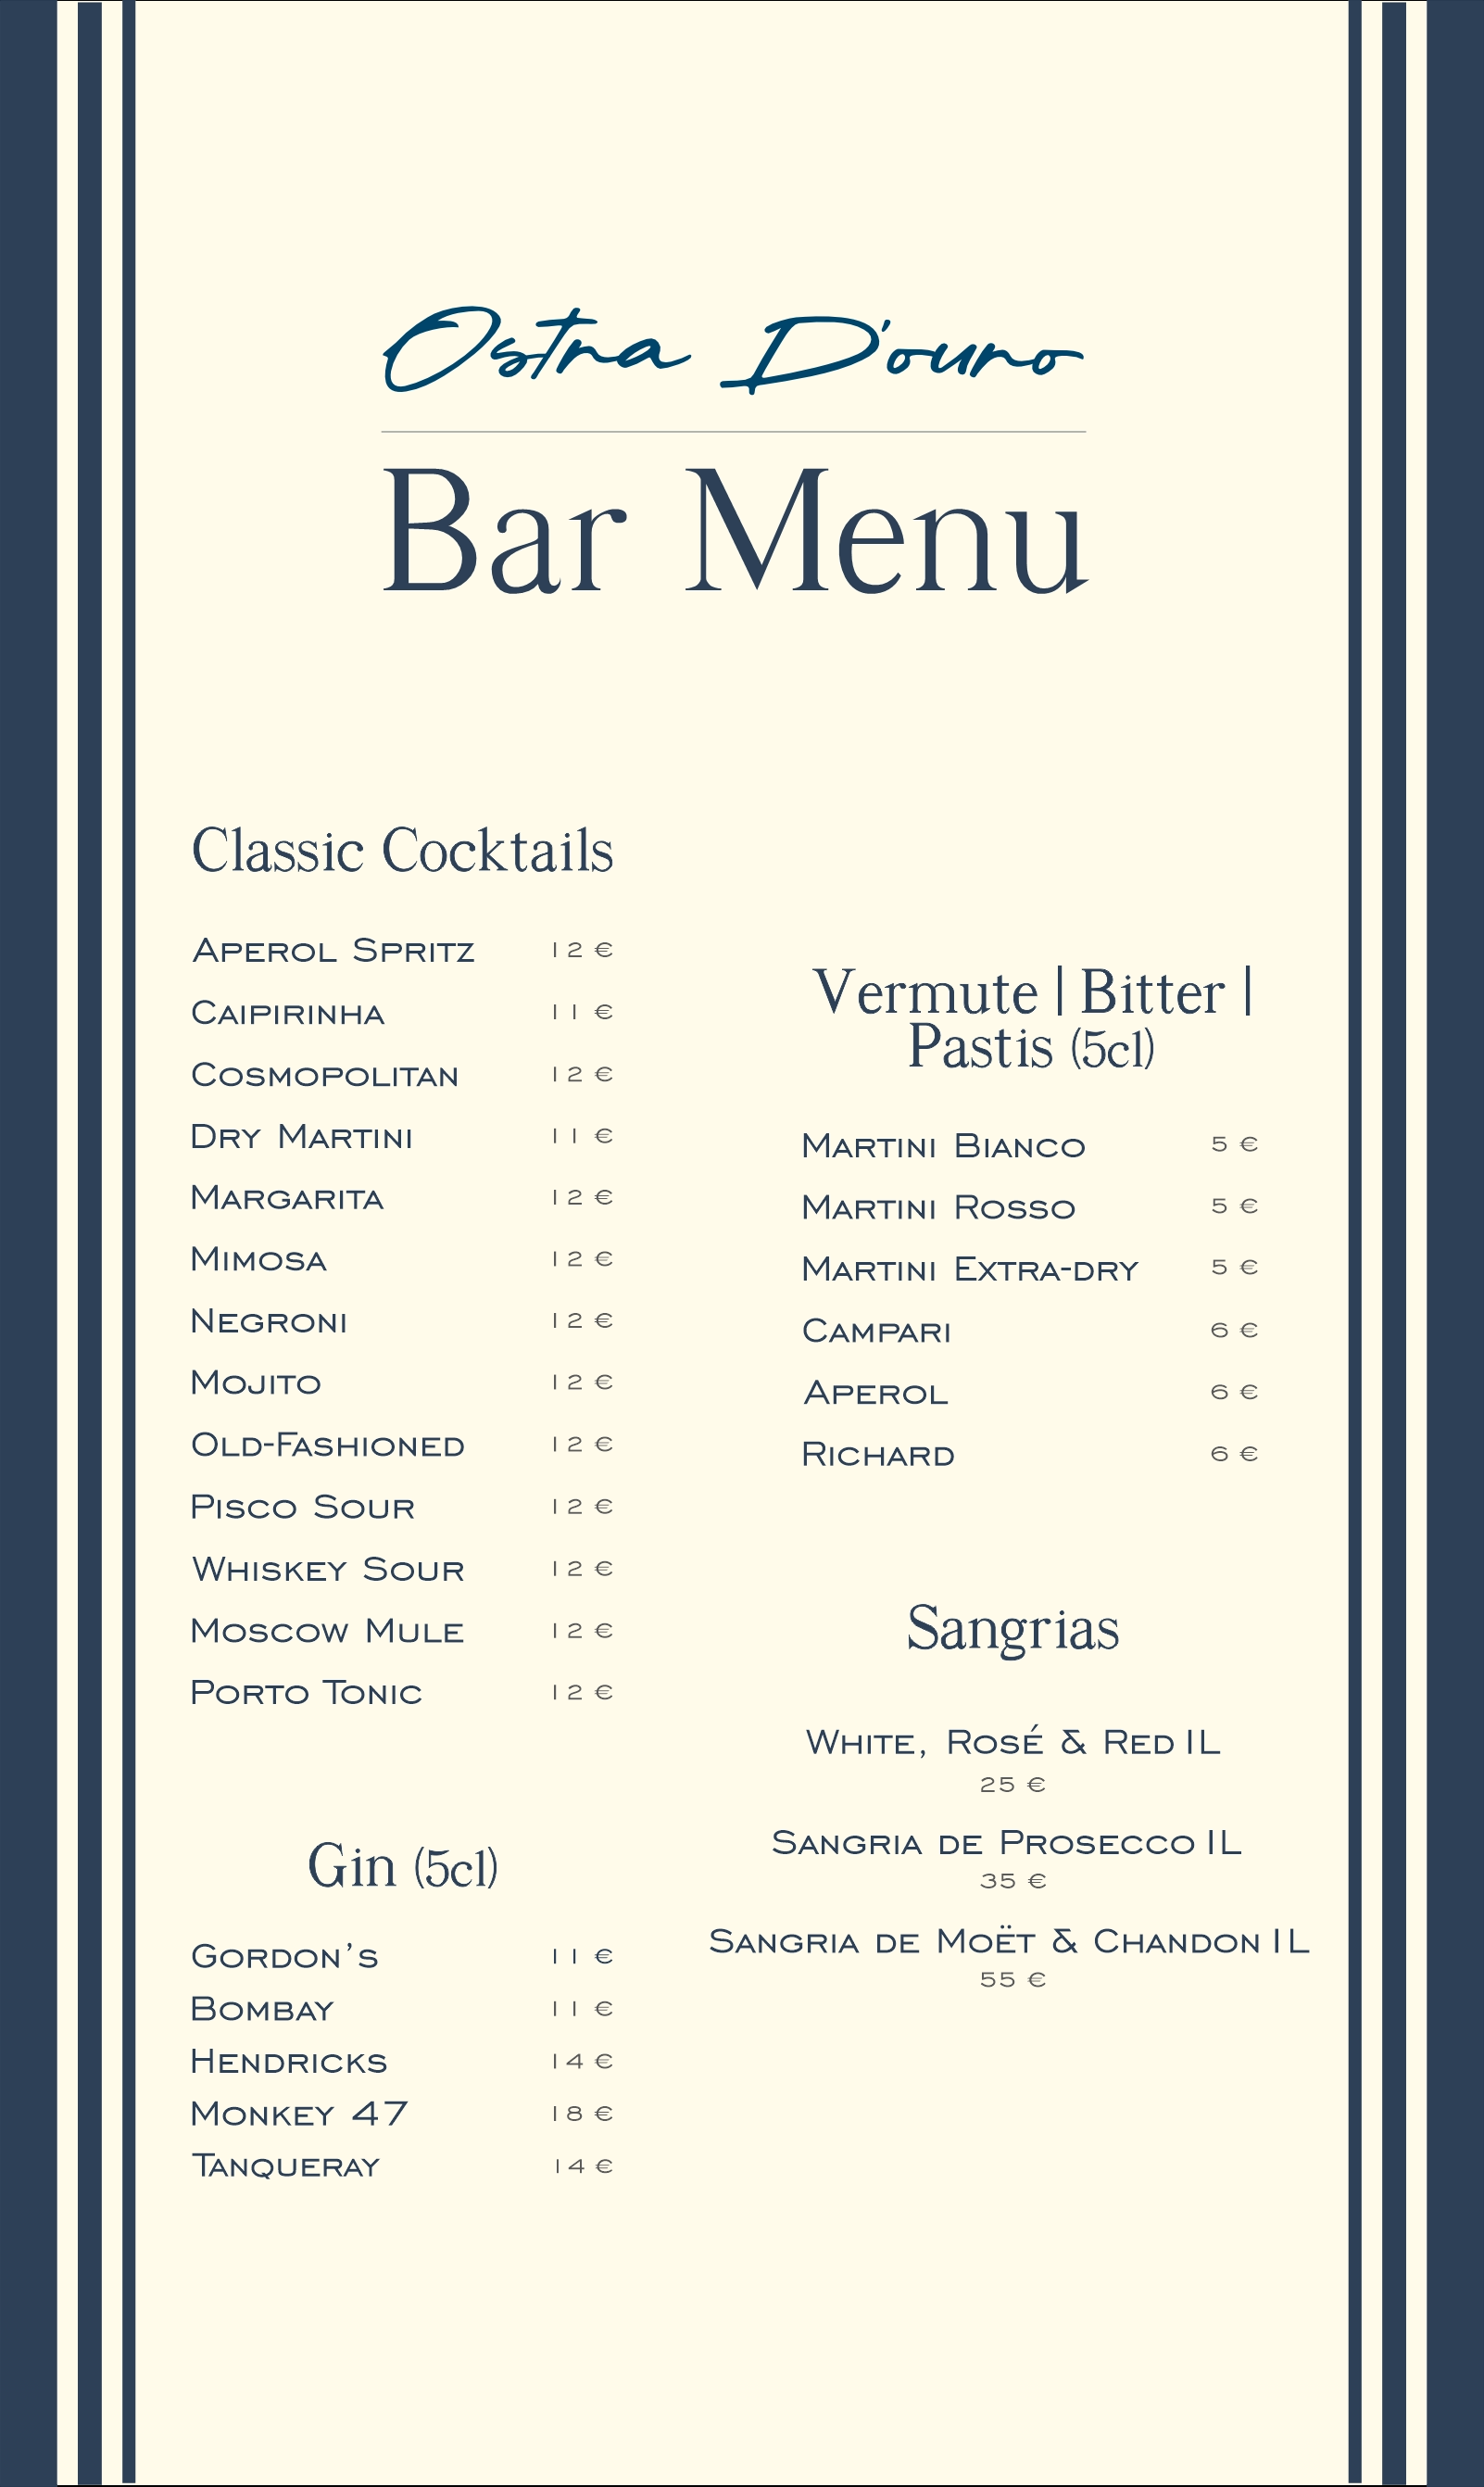 Ostra D'ouro
Bar Menu
Classic Cocktails
Aperol Spritz 12 €
Caipirinha 11 €
Cosmopolitan 12 €
Dry Martini 11 €
Margarita 12 €
Mimosa 12 €
Negroni 12 €
Mojito 12 €
Old-Fashioned 12 €
Pisco Sour 12 €
Whiskey Sour 12 €
Moscow Mule 12 €
Porto Tonic 12 €
Gin (5cl)
Gordon's 11 €
Bombay 11 €
Hendricks 14 €
Monkey 47 18 €
Tanqueray 14 €
Vermute | Bitter |
Pastis (5cl)
Martini Bianco 5 €
Martini Rosso 5 €
Martini Extra-dry 5 €
Campari 6 €
Aperol 6 €
Richard 6 €
Sangrias
White, Rosé & Red 1L
25 €
Sangria de Prosecco 1L
35 €
Sangria de Moët & Chandon 1L
55 €